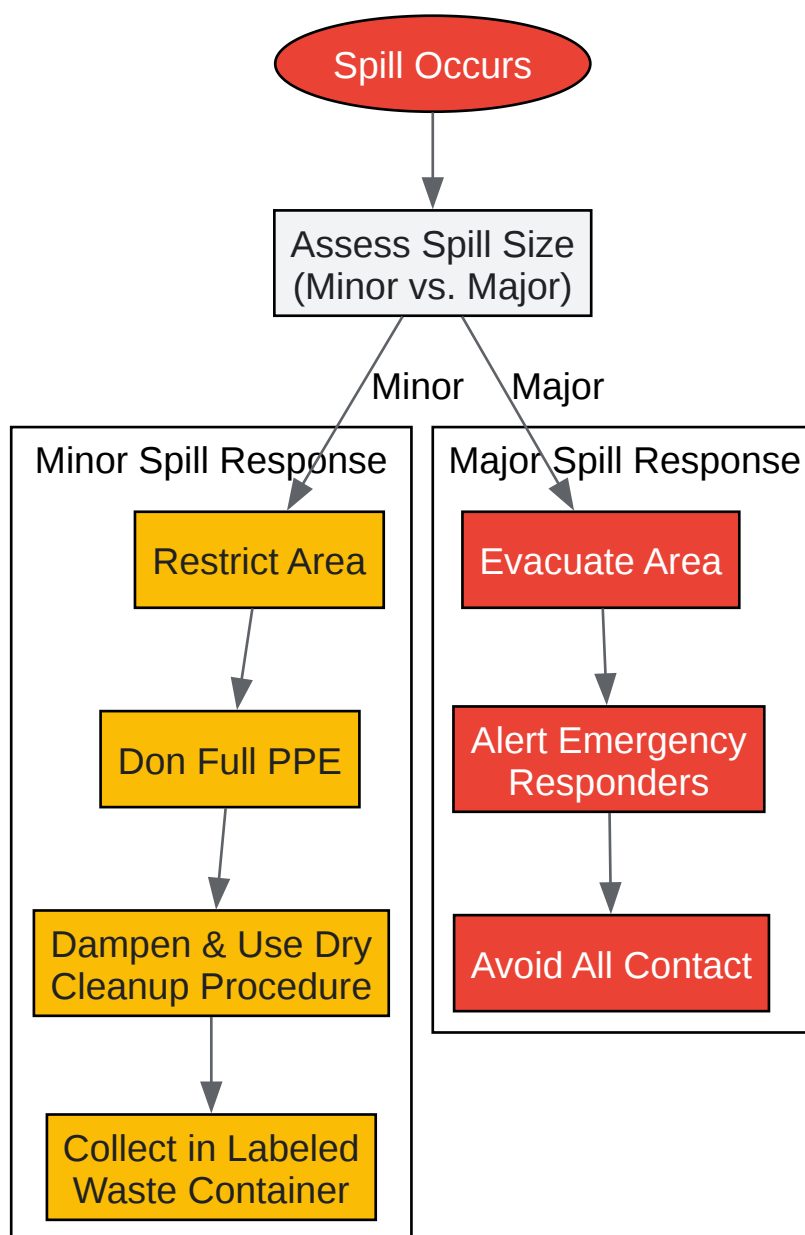 Spill Occurs
Assess Spill Size
(Minor vs. Major)
Minor
Major
Minor Spill Response
Restrict Area
Don Full PPE
Dampen & Use Dry
Cleanup Procedure
Collect in Labeled
Waste Container
Major Spill Response
Evacuate Area
Alert Emergency
Responders
Avoid All Contact